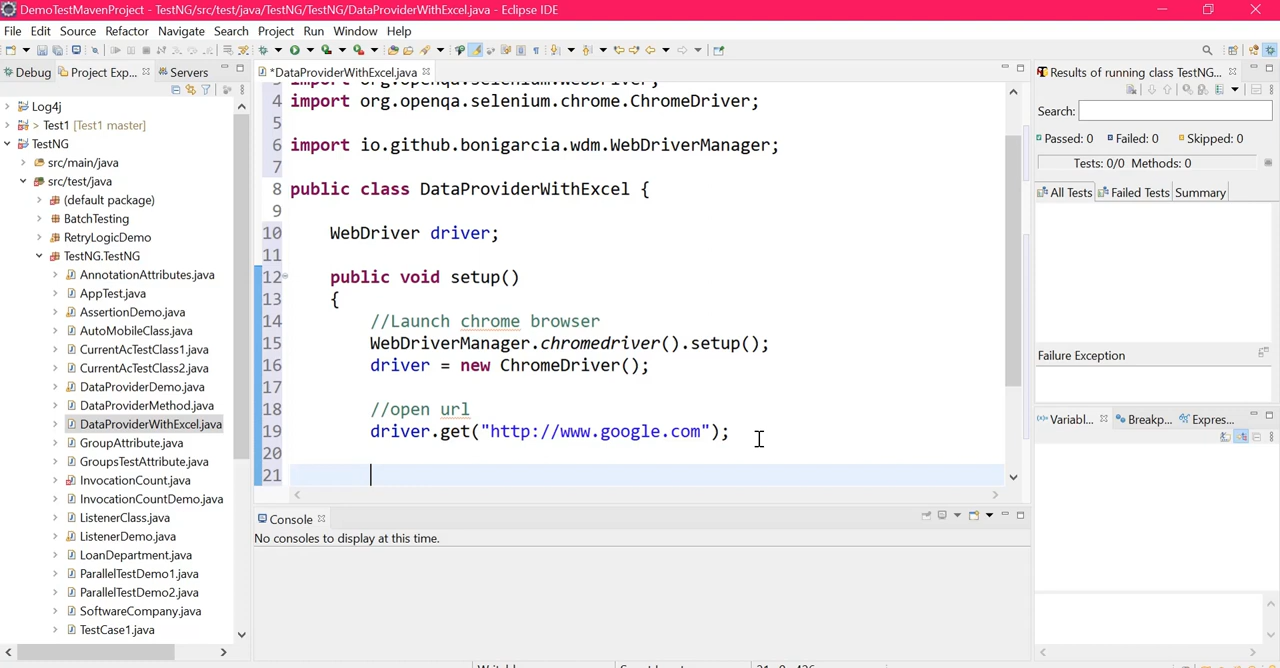 DemoTestMavenProject - TestNG/src/test/java/TestNG/TestNG/DataProviderWithExcel.java - Eclipse IDE
File Edit Source Refactor Navigate Search Project Run Window Help
Debug Project Exp... Servers
*DataProviderWithExcel.java
Results of running class TestNG...
Log4j
> Test1 [Test1 master]
TestNG
src/main/java
src/test/java
(default package)
BatchTesting
RetryLogicDemo
TestNG.TestNG
AnnotationAttributes.java
AppTest.java
AssertionDemo.java
AutoMobileClass.java
CurrentAcTestClass1.java
CurrentAcTestClass2.java
DataProviderDemo.java
DataProviderMethod.java
DataProviderWithExcel.java
GroupAttribute.java
GroupsTestAttribute.java
InvocationCount.java
InvocationCountDemo.java
ListenerClass.java
ListenerDemo.java
LoanDepartment.java
ParallelTestDemo1.java
ParallelTestDemo2.java
SoftwareCompany.java
TestCase1.java
3 import org.openqa.selenium.WebDriver;
4 import org.openqa.selenium.chrome.ChromeDriver;
5
6 import io.github.bonigarcia.wdm.WebDriverManager;
7
8 public class DataProviderWithExcel {
9
10 WebDriver driver;
11
12 public void setup()
13 {
14 //Launch chrome browser
15 WebDriverManager.chromedriver().setup();
16 driver = new ChromeDriver();
17
18 //open url
19 driver.get("http://www.google.com");
20
21
Console
No consoles to display at this time.
Search:
Passed: 0 Failed: 0 Skipped: 0
Tests: 0/0 Methods: 0
All Tests Failed Tests Summary
Failure Exception
Variabl... Breakp... Expres...